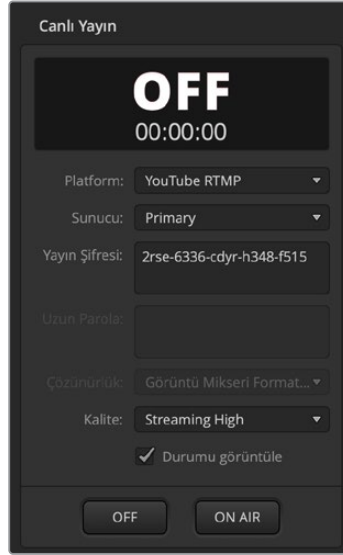 Canlı Yayın
OFF
00:00:00
Platform: YouTube RTMP
Sunucu: Primary
Yayın Şifresi: 2rse-6336-cdyr-h348-f515
Uzun Parola:
Çözünürlük: Görüntü Mikseri Format...
Kalite: Streaming High
Durumu görüntüle
OFF ON AIR